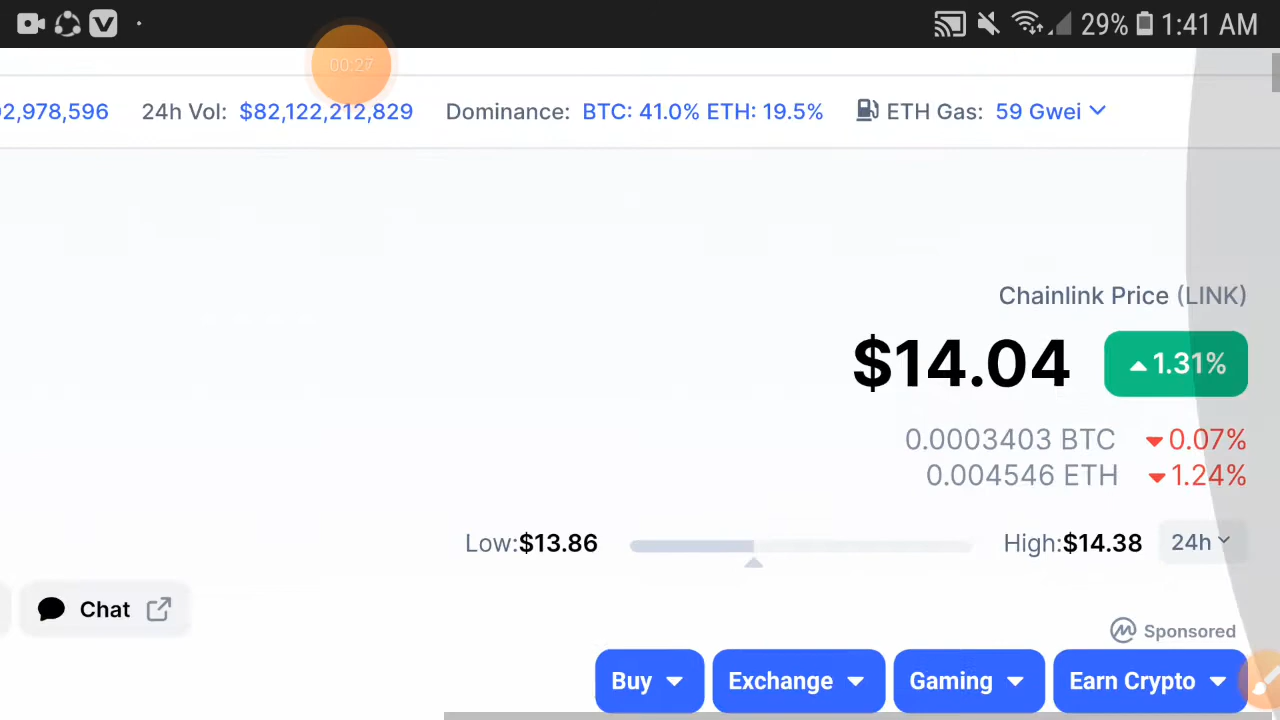 29% 1:41 AM
00:27
2,978,596 24h Vol: $82,122,212,829 Dominance: BTC: 41.0% ETH: 19.5% ETH Gas: 59 Gwei
Chainlink Price (LINK)
$14.04 1.31%
0.0003403 BTC 0.07%
0.004546 ETH 1.24%
Low:$13.86 High:$14.38 24h
Chat
Sponsored
Buy Exchange Gaming Earn Crypto